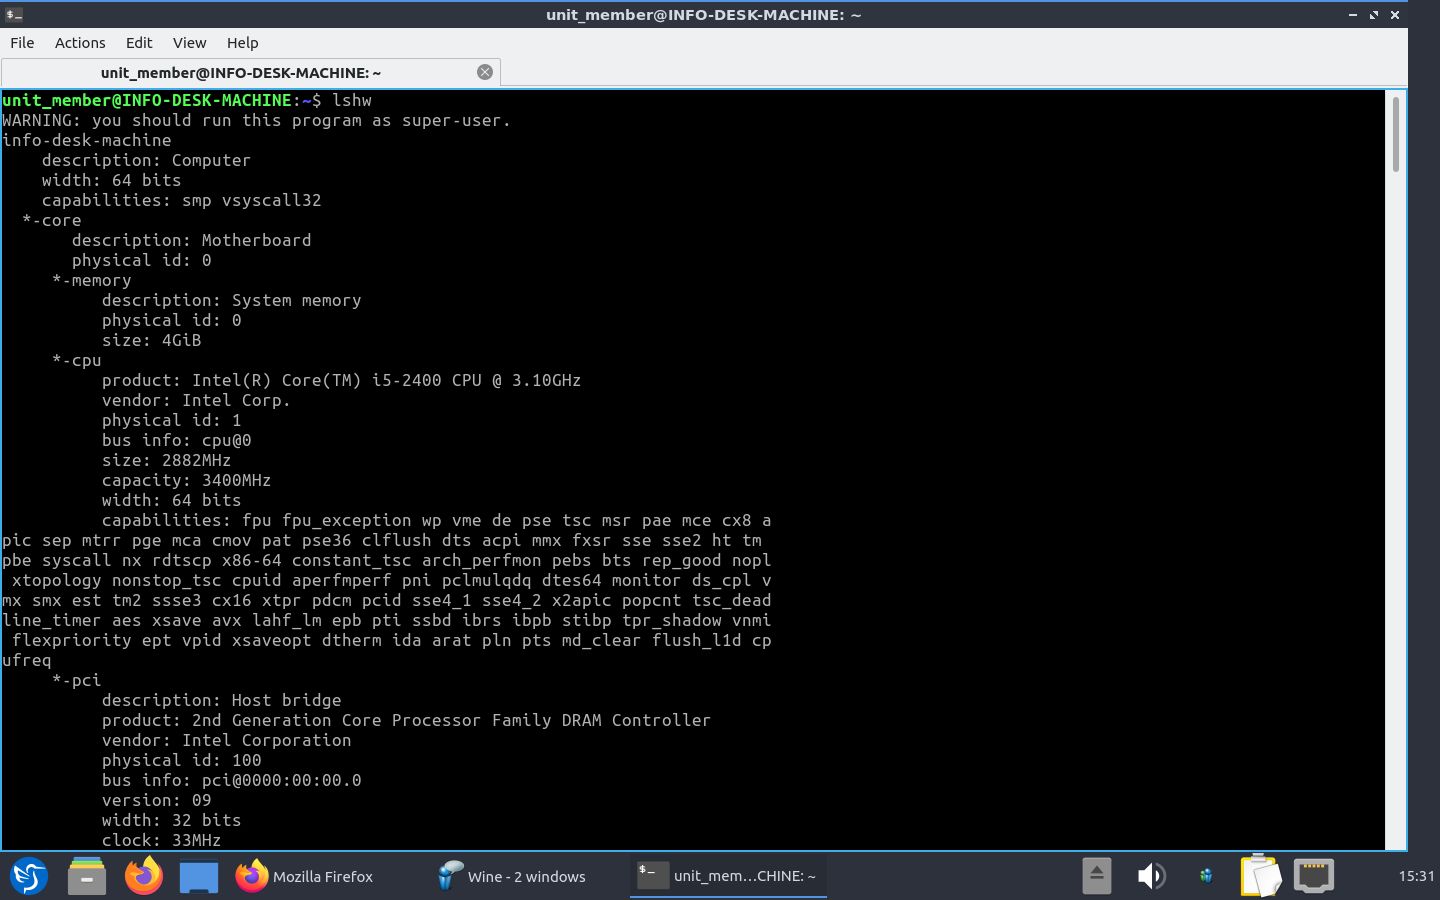 unit_member@INFO-DESK-MACHINE: ~
File Actions Edit View Help
unit_member@INFO-DESK-MACHINE: ~
unit_member@INFO-DESK-MACHINE:~$ lshw
WARNING: you should run this program as super-user.
info-desk-machine
    description: Computer
    width: 64 bits
    capabilities: smp vsyscall32
  *-core
       description: Motherboard
       physical id: 0
     *-memory
          description: System memory
          physical id: 0
          size: 4GiB
     *-cpu
          product: Intel(R) Core(TM) i5-2400 CPU @ 3.10GHz
          vendor: Intel Corp.
          physical id: 1
          bus info: cpu@0
          size: 2882MHz
          capacity: 3400MHz
          width: 64 bits
          capabilities: fpu fpu_exception wp vme de pse tsc msr pae mce cx8 a
pic sep mtrr pge mca cmov pat pse36 clflush dts acpi mmx fxsr sse sse2 ht tm
pbe syscall nx rdtscp x86-64 constant_tsc arch_perfmon pebs bts rep_good nopl
 xtopology nonstop_tsc cpuid aperfmperf pni pclmulqdq dtes64 monitor ds_cpl v
mx smx est tm2 ssse3 cx16 xtpr pdcm pcid sse4_1 sse4_2 x2apic popcnt tsc_dead
line_timer aes xsave avx lahf_lm epb pti ssbd ibrs ibpb stibp tpr_shadow vnmi
 flexpriority ept vpid xsaveopt dtherm ida arat pln pts md_clear flush_l1d cp
ufreq
     *-pci
          description: Host bridge
          product: 2nd Generation Core Processor Family DRAM Controller
          vendor: Intel Corporation
          physical id: 100
          bus info: pci@0000:00:00.0
          version: 09
          width: 32 bits
          clock: 33MHz
Mozilla Firefox Wine - 2 windows unit_mem…CHINE: ~ 15:31